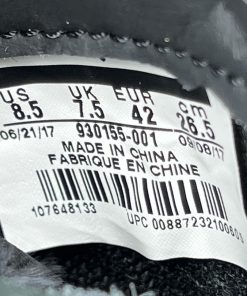 US UK EUR cm
8.5 7.5 42 26.5
06/21/17 930155-001 09/08/17
MADE IN CHINA
FABRIQUE EN CHINE
107648133
UPC